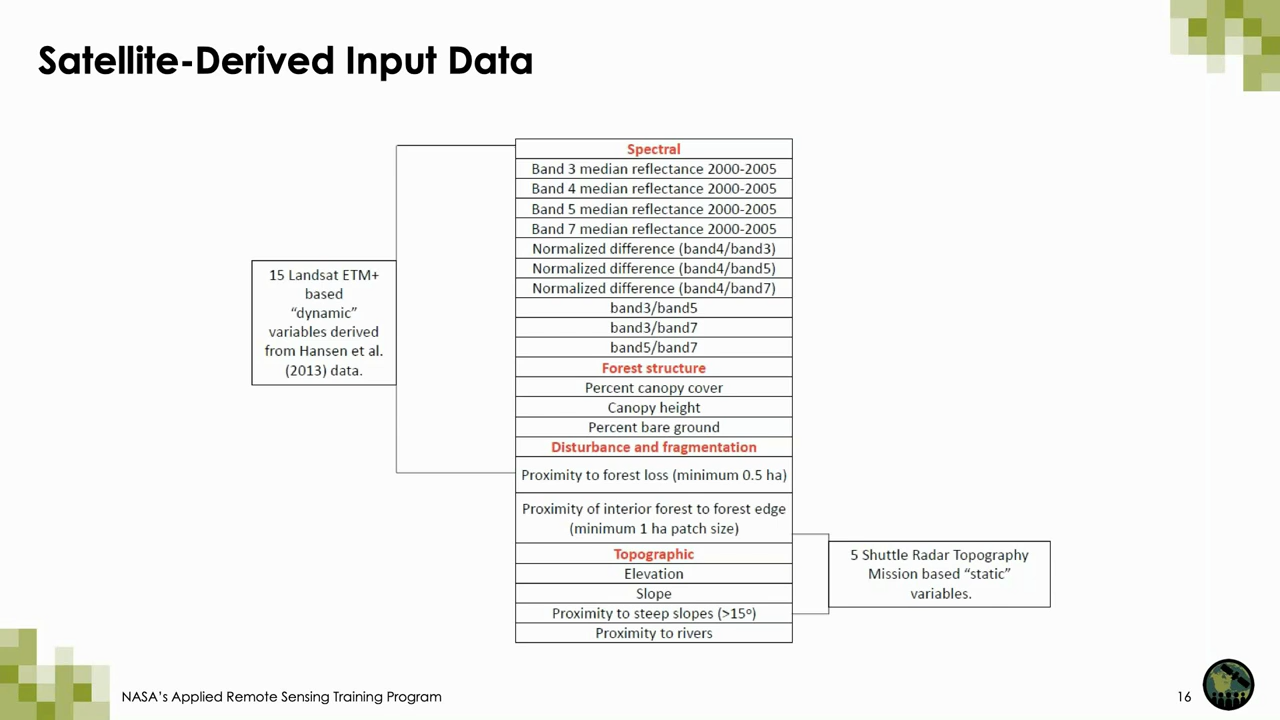 Satellite-Derived Input Data
15 Landsat ETM+
based
“dynamic”
variables derived
from Hansen et al.
(2013) data.
Spectral
Band 3 median reflectance 2000-2005
Band 4 median reflectance 2000-2005
Band 5 median reflectance 2000-2005
Band 7 median reflectance 2000-2005
Normalized difference (band4/band3)
Normalized difference (band4/band5)
Normalized difference (band4/band7)
band3/band5
band3/band7
band5/band7
Forest structure
Percent canopy cover
Canopy height
Percent bare ground
Disturbance and fragmentation
Proximity to forest loss (minimum 0.5 ha)
Proximity of interior forest to forest edge
(minimum 1 ha patch size)
Topographic
Elevation
Slope
Proximity to steep slopes (>15º)
Proximity to rivers
5 Shuttle Radar Topography
Mission based “static”
variables.
NASA’s Applied Remote Sensing Training Program
16